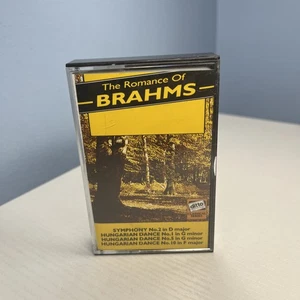 The Romance Of
BRAHMS
SYMPHONY No.2 in D major
HUNGARIAN DANCE No.1 in G minor
HUNGARIAN DANCE No.5 in G minor
HUNGARIAN DANCE No.10 in F major